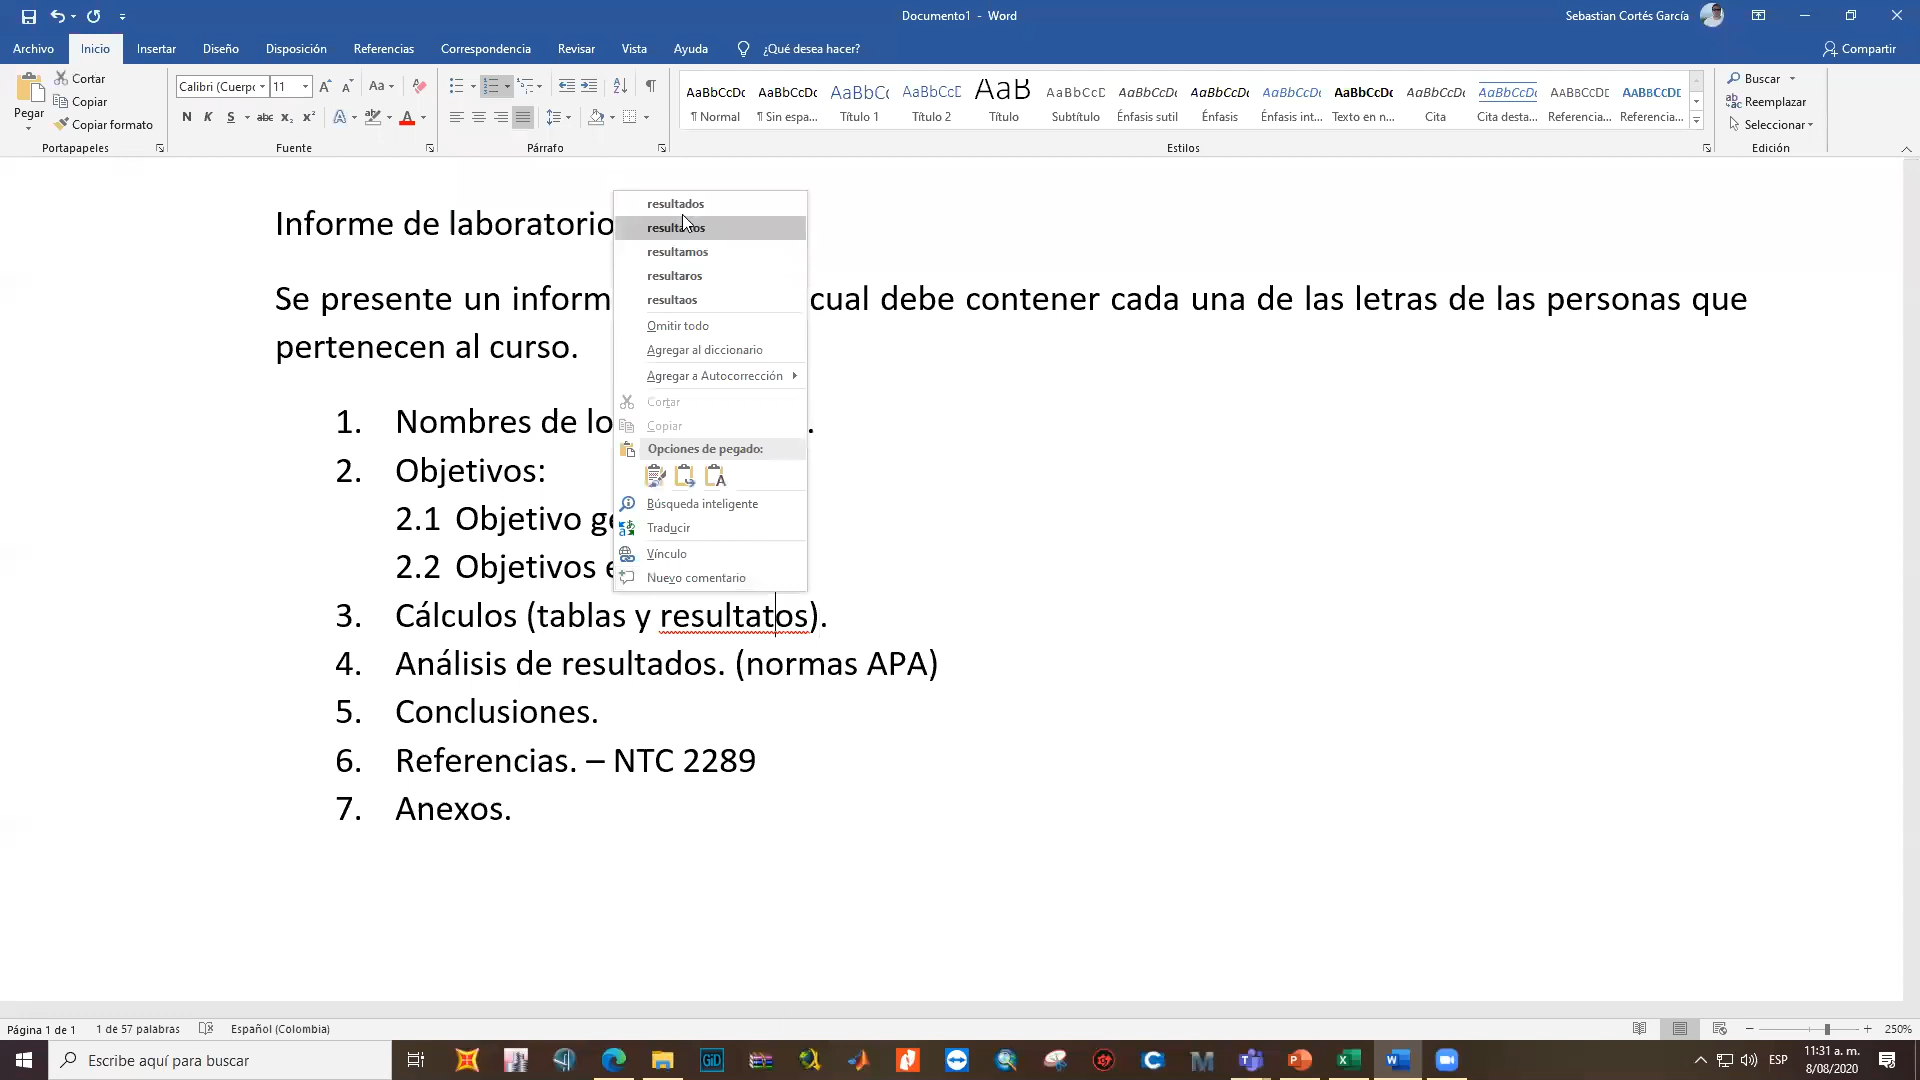 Documento1 - Word
Sebastian Cortés García
Archivo Inicio Insertar Diseño Disposición Referencias Correspondencia Revisar Vista Ayuda ¿Qué desea hacer? Compartir
Pegar
Cortar
Copiar
Copiar formato
Portapapeles
Calibri (Cuerpo 11
Fuente
Párrafo
AaBbCcDc AaBbCcDc AaBbCc AaBbCcD AaB AaBbCcD AaBbCcDc AaBbCcDc AaBbCcDc AaBbCcDc AaBbCcDc AaBbCcDc AABBCCDE AABBCCDE
¶ Normal ¶ Sin espa... Título 1 Título 2 Título Subtítulo Énfasis sutil Énfasis Énfasis int... Texto en n... Cita Cita desta... Referencia... Referencia...
Estilos
Buscar
Reemplazar
Seleccionar
Edición
Informe de laboratorio
Se presente un inform cual debe contener cada una de las letras de las personas que
pertenecen al curso.
1. Nombres de lo .
2. Objetivos:
2.1 Objetivo ge
2.2 Objetivos e
3. Cálculos (tablas y resultatos).
4. Análisis de resultados. (normas APA)
5. Conclusiones.
6. Referencias. – NTC 2289
7. Anexos.
resultados
resultamos
resultaros
resultaos
Omitir todo
Agregar al diccionario
Agregar a Autocorrección
Cortar
Copiar
Opciones de pegado:
Búsqueda inteligente
Traducir
Vínculo
Nuevo comentario
Página 1 de 1 1 de 57 palabras Español (Colombia) 250%
Escribe aquí para buscar
GiD
ESP
11:31 a. m.
8/08/2020